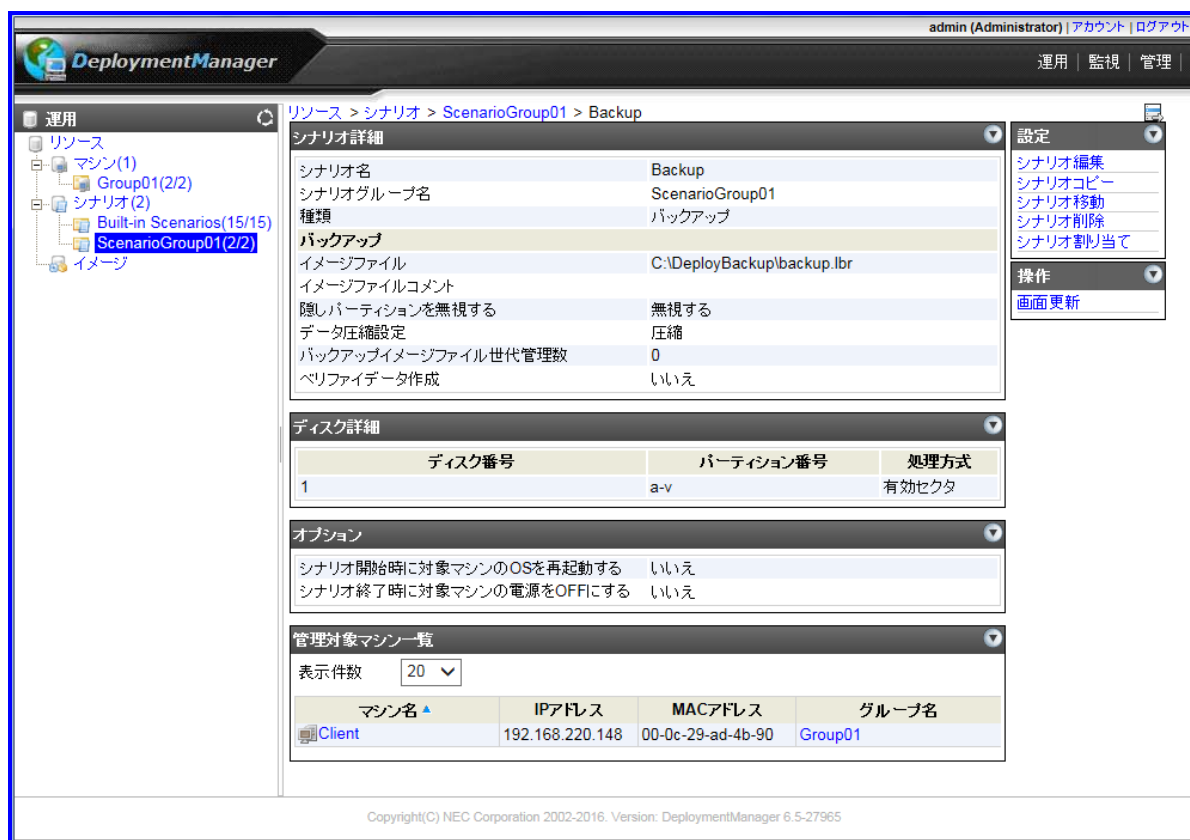 admin (Administrator) | アカウント | ログアウト
DeploymentManager
運用 | 監視 | 管理 |
運用
リソース
マシン(1)
Group01(2/2)
シナリオ(2)
Built-in Scenarios(15/15)
ScenarioGroup01(2/2)
イメージ
リソース > シナリオ > ScenarioGroup01 > Backup
シナリオ詳細
シナリオ名 Backup
シナリオグループ名 ScenarioGroup01
種類 バックアップ
バックアップ
イメージファイル C:\DeployBackup\backup.lbr
イメージファイルコメント
隠しパーティションを無視する 無視する
データ圧縮設定 圧縮
バックアップイメージファイル世代管理数 0
ベリファイデータ作成 いいえ
ディスク詳細
ディスク番号 パーティション番号 処理方式
1 a-v 有効セクタ
オプション
シナリオ開始時に対象マシンのOSを再起動する いいえ
シナリオ終了時に対象マシンの電源をOFFにする いいえ
管理対象マシン一覧
表示件数 20
マシン名 IPアドレス MACアドレス グループ名
Client 192.168.220.148 00-0c-29-ad-4b-90 Group01
設定
シナリオ編集
シナリオコピー
シナリオ移動
シナリオ削除
シナリオ割り当て
操作
画面更新
Copyright(C) NEC Corporation 2002-2016. Version: DeploymentManager 6.5-27965